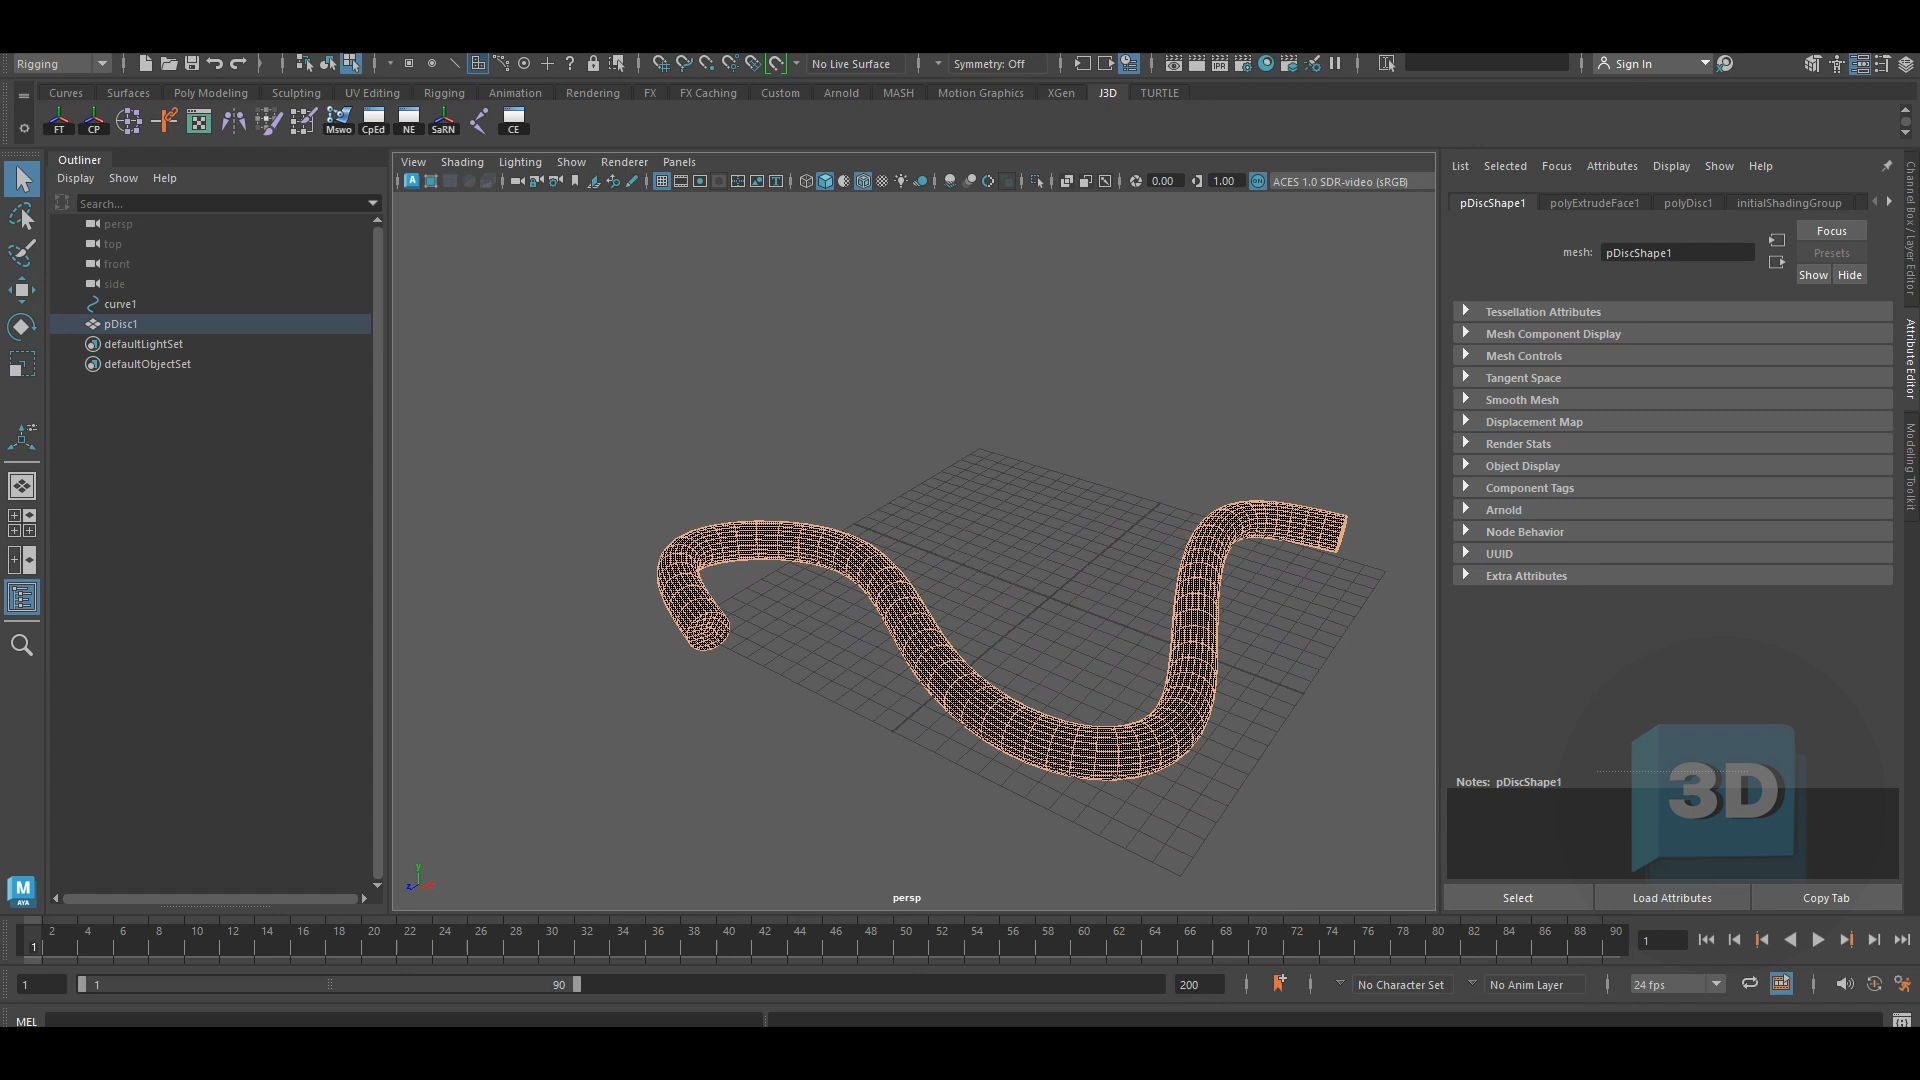 Rigging No Live Surface Symmetry: Off Sign In
Curves Surfaces Poly Modeling Sculpting UV Editing Rigging Animation Rendering FX FX Caching Custom Arnold MASH Motion Graphics XGen J3D TURTLE
FT CP Mswo CpEd NE SaRN CE
Outliner
Display Show Help
Search...
persp
top
front
side
curve1
pDisc1
defaultLightSet
defaultObjectSet
View Shading Lighting Show Renderer Panels
0.00 1.00 ON ACES 1.0 SDR-video (sRGB)
y
z
persp
List Selected Focus Attributes Display Show Help
pDiscShape1 polyExtrudeFace1 polyDisc1 initialShadingGroup
Focus
mesh: pDiscShape1 Presets
Show Hide
Tessellation Attributes
Mesh Component Display
Mesh Controls
Tangent Space
Smooth Mesh
Displacement Map
Render Stats
Object Display
Component Tags
Arnold
Node Behavior
UUID
Extra Attributes
Notes: pDiscShape1
3D
Select Load Attributes Copy Tab
Channel Box / Layer Editor
Attribute Editor
Modeling Toolkit
M
AYA
2 4 6 8 10 12 14 16 18 20 22 24 26 28 30 32 34 36 38 40 42 44 46 48 50 52 54 56 58 60 62 64 66 68 70 72 74 76 78 80 82 84 86 88 90
1 1
1 1 90 200 No Character Set No Anim Layer 24 fps
MEL